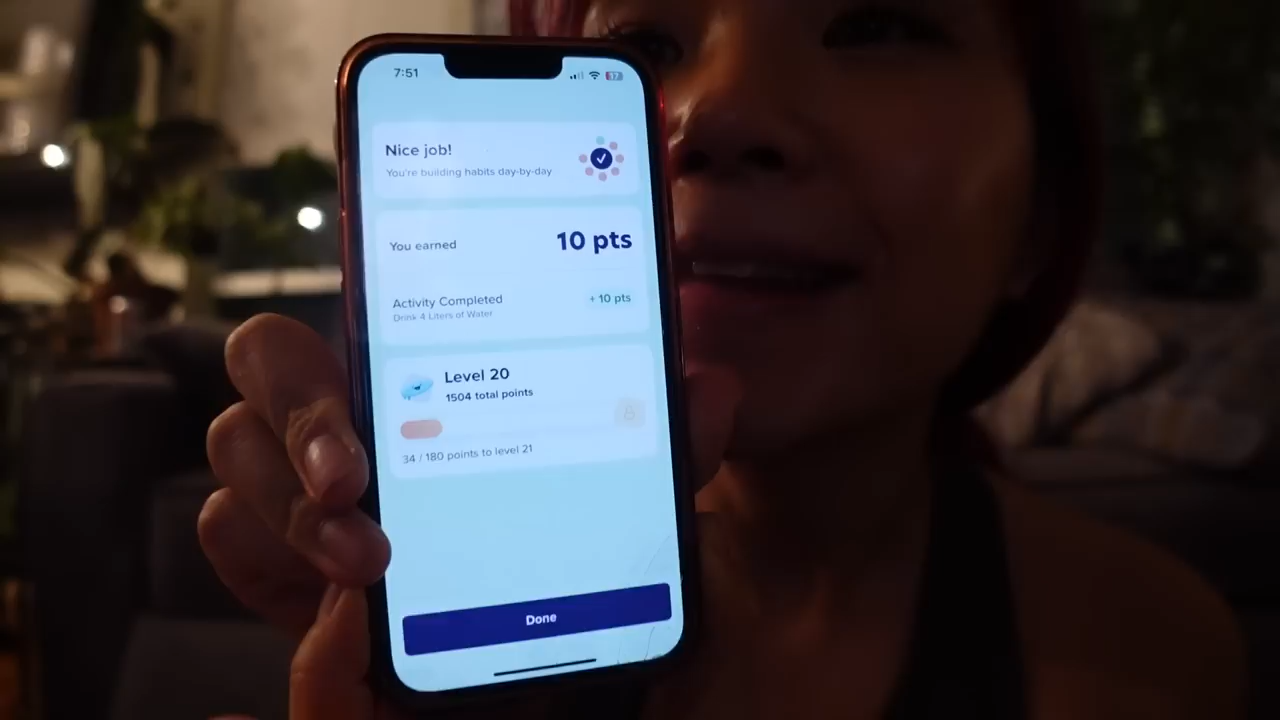 7:51
17
Nice job!
You're building habits day-by-day
You earned
10 pts
Activity Completed
+ 10 pts
Drink 4 Liters of Water
Level 20
1504 total points
34 / 180 points to level 21
Done